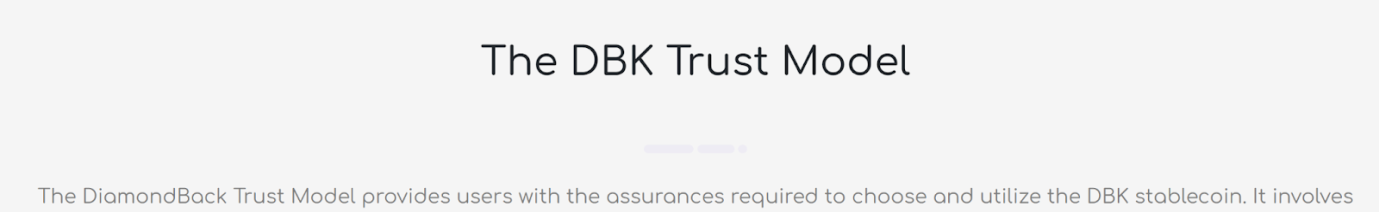 The DBK Trust Model
The DiamondBack Trust Model provides users with the assurances required to choose and utilize the DBK stablecoin. It involves